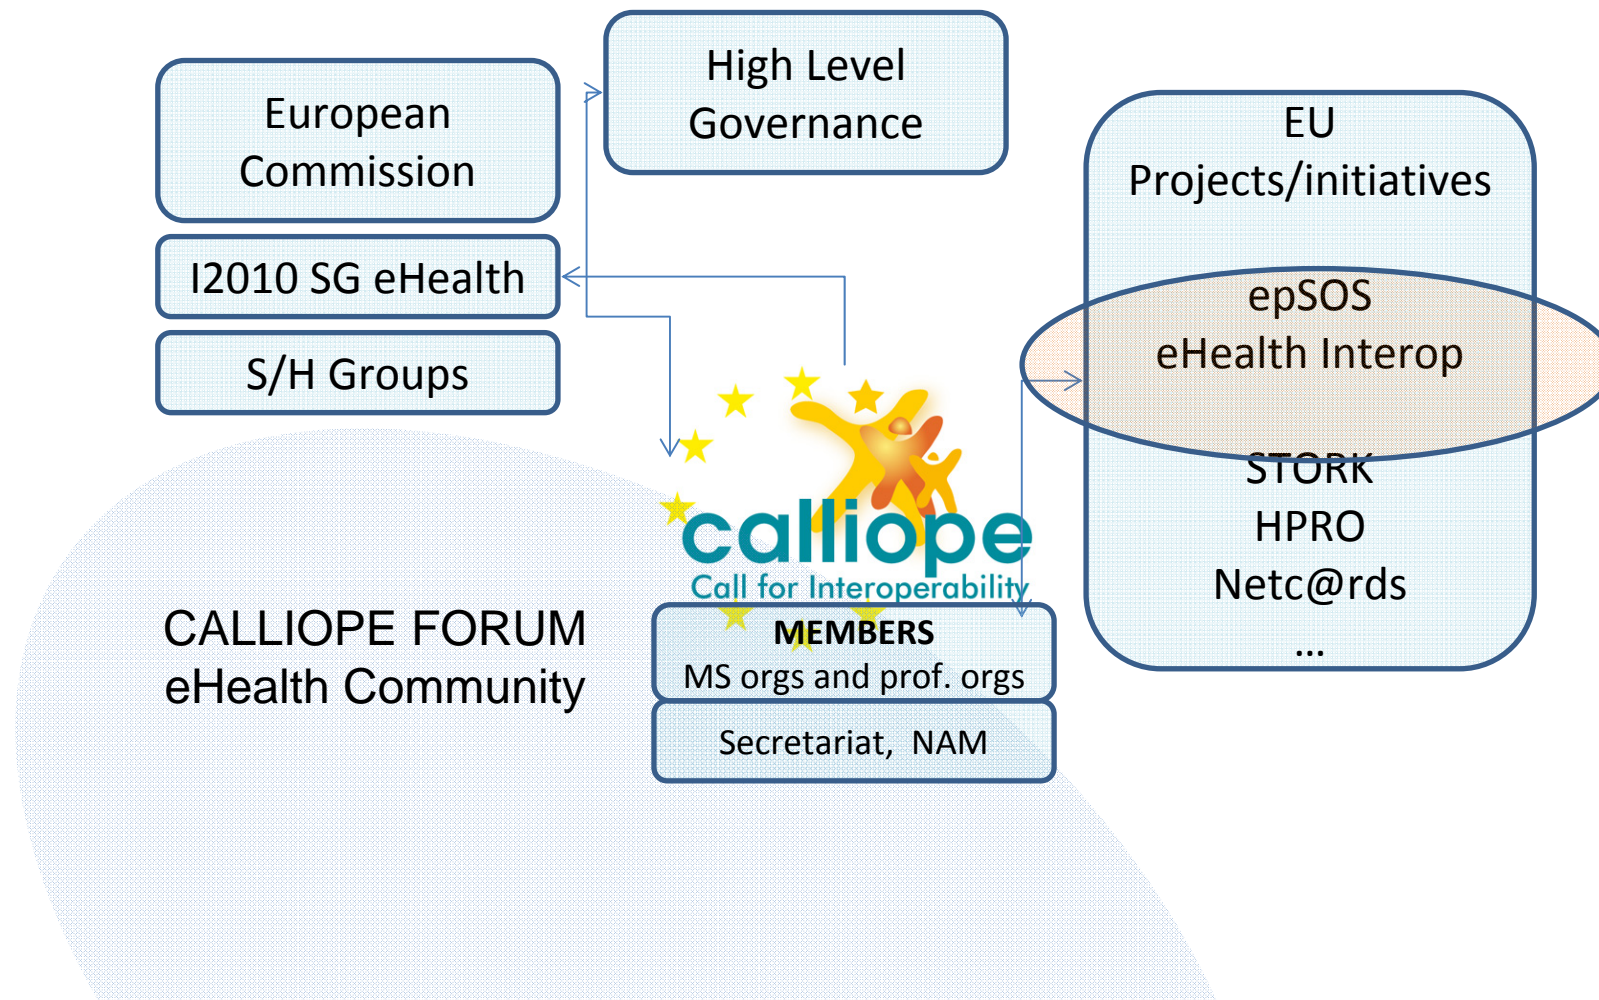 High Level
Governance
European
Commission
I2010 SG eHealth
S/H Groups
EU
Projects/initiatives
epSOS
eHealth Interop
STORK
HPRO
Netc@rds
...
calliope
Call for Interoperability
CALLIOPE FORUM
eHealth Community
MEMBERS
MS orgs and prof. orgs
Secretariat, NAM